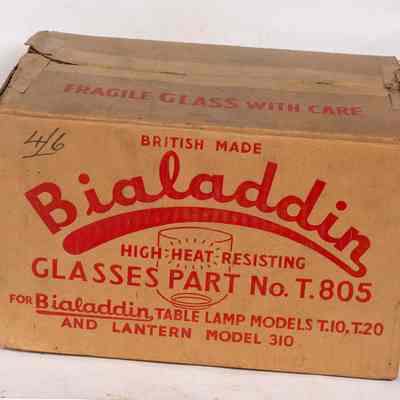 FRAGILE GLASS WITH CARE
4/6
BRITISH MADE
Bialaddin
HIGH-HEAT-RESISTING
GLASSES PART No. T.805
FOR Bialaddin, TABLE LAMP MODELS T.10, T.20
AND LANTERN MODEL 310